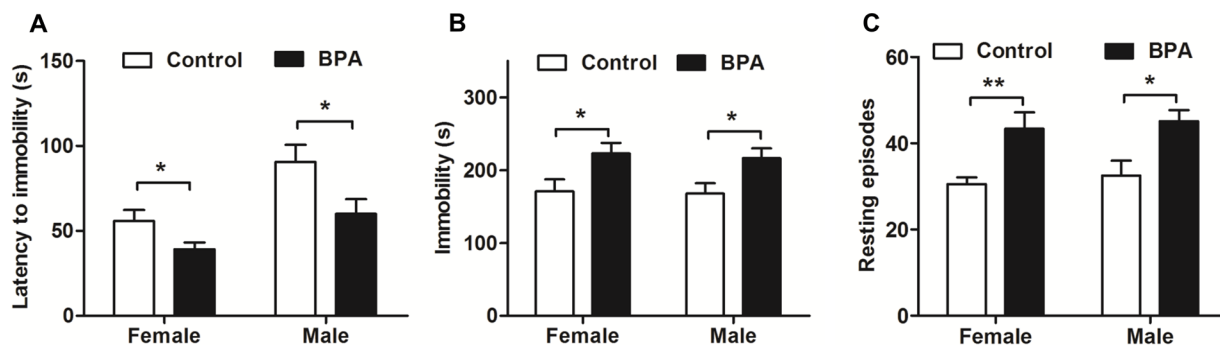 A
Control BPA
Latency to immobility (s)
150
100
50
0
*
*
Female Male
B
Control BPA
Immobility (s)
300
200
100
0
*
*
Female Male
C
Control BPA
Resting episodes
60
40
20
0
**
*
Female Male